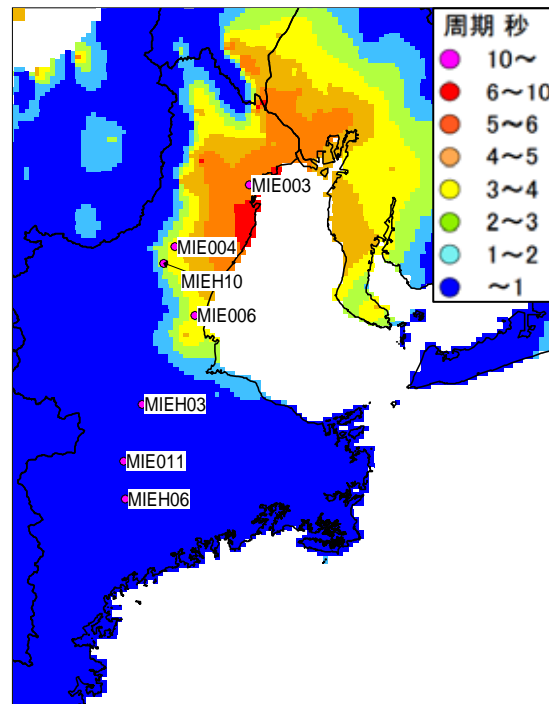 周期 秒
10～
6～10
5～6
4～5
3～4
2～3
1～2
～1
MIE003
MIE004
MIEH10
MIE006
MIEH03
MIE011
MIEH06